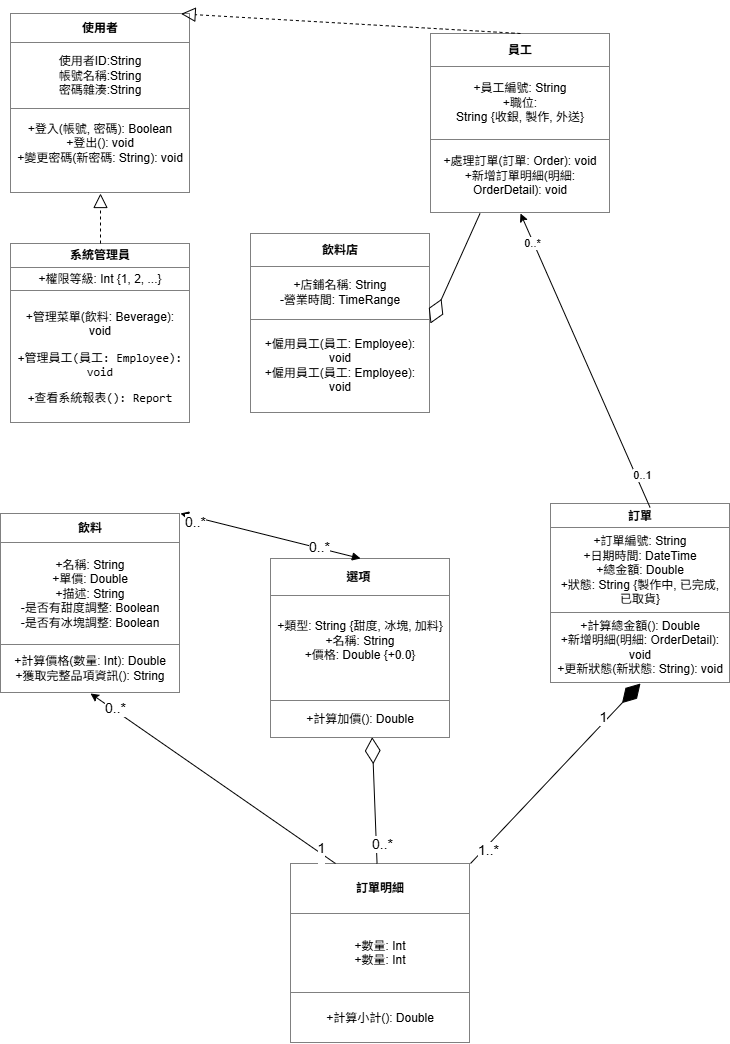 使用者
使用者ID:String
帳號名稱:String
密碼雜湊:String
+登入(帳號, 密碼): Boolean
+登出(): void
+變更密碼(新密碼: String): void
員工
+員工編號: String
+職位:
String {收銀, 製作, 外送}
+處理訂單(訂單: Order): void
+新增訂單明細(明細:
OrderDetail): void
系統管理員
+權限等級: Int {1, 2, ...}
+管理菜單(飲料: Beverage):
void
+管理員工(員工: Employee):
void
+查看系統報表(): Report
飲料店
+店鋪名稱: String
-營業時間: TimeRange
+僱用員工(員工: Employee):
void
+僱用員工(員工: Employee):
void
0..*
0..1
飲料
+名稱: String
+單價: Double
+描述: String
-是否有甜度調整: Boolean
-是否有冰塊調整: Boolean
+計算價格(數量: Int): Double
+獲取完整品項資訊(): String
0..*
0..*
選項
+類型: String {甜度, 冰塊, 加料}
+名稱: String
+價格: Double {+0.0}
+計算加價(): Double
訂單
+訂單編號: String
+日期時間: DateTime
+總金額: Double
+狀態: String {製作中, 已完成,
已取貨}
+計算總金額(): Double
+新增明細(明細: OrderDetail):
void
+更新狀態(新狀態: String): void
0..*
1
0..*
1
1..*
訂單明細
+數量: Int
+數量: Int
+計算小計(): Double